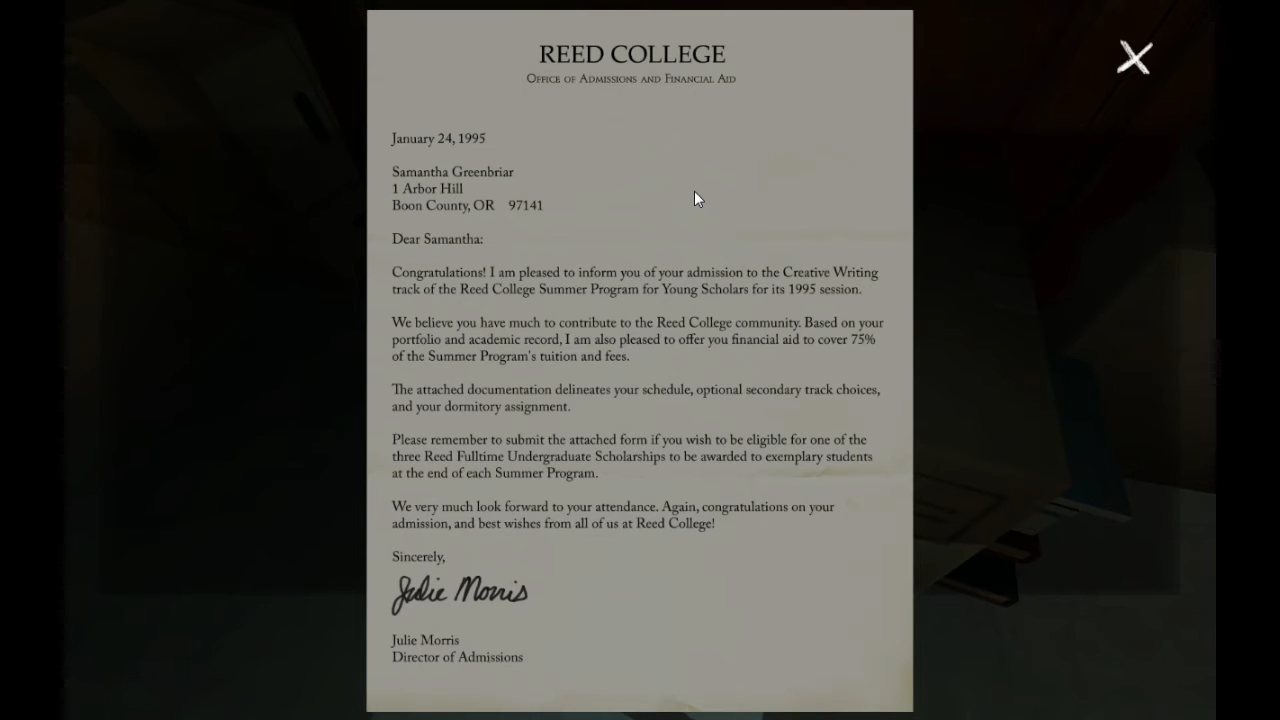 REED COLLEGE
Office of Admissions and Financial Aid
January 24, 1995
Samantha Greenbriar
1 Arbor Hill
Boon County, OR 97141
Dear Samantha:
Congratulations! I am pleased to inform you of your admission to the Creative Writing
track of the Reed College Summer Program for Young Scholars for its 1995 session.
We believe you have much to contribute to the Reed College community. Based on your
portfolio and academic record, I am also pleased to offer you financial aid to cover 75%
of the Summer Program's tuition and fees.
The attached documentation delineates your schedule, optional secondary track choices,
and your dormitory assignment.
Please remember to submit the attached form if you wish to be eligible for one of the
three Reed Fulltime Undergraduate Scholarships to be awarded to exemplary students
at the end of each Summer Program.
We very much look forward to your attendance. Again, congratulations on your
admission, and best wishes from all of us at Reed College!
Sincerely,
Julie Morris
Julie Morris
Director of Admissions